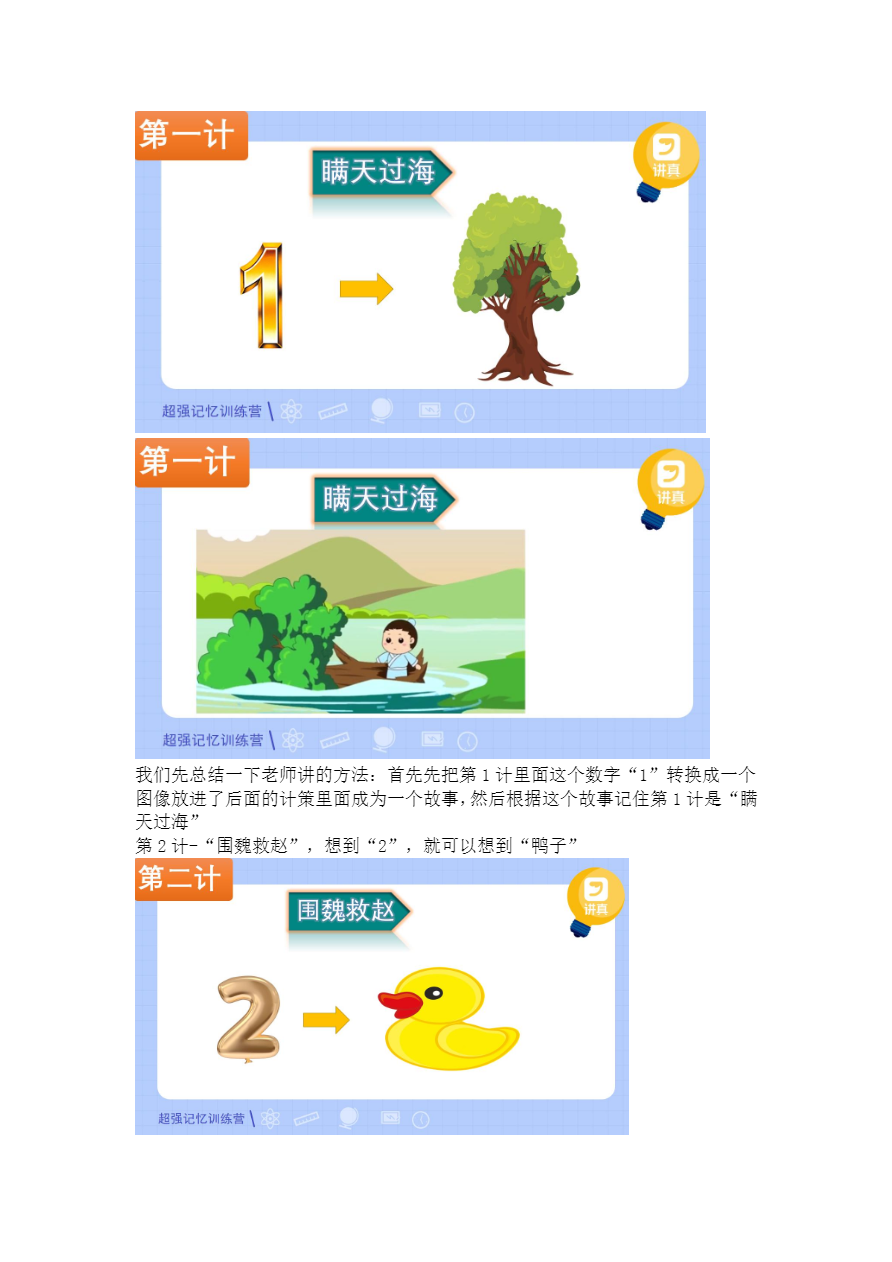 第一计
瞒天过海
讲真
1
超强记忆训练营
第一计
瞒天过海
讲真
超强记忆训练营
我们先总结一下老师讲的方法：首先先把第 1 计里面这个数字“1”转换成一个
图像放进了后面的计策里面成为一个故事，然后根据这个故事记住第 1 计是“瞒
天过海”
第 2 计-“围魏救赵”，想到“2”，就可以想到“鸭子”
第二计
围魏救赵
讲真
2
超强记忆训练营